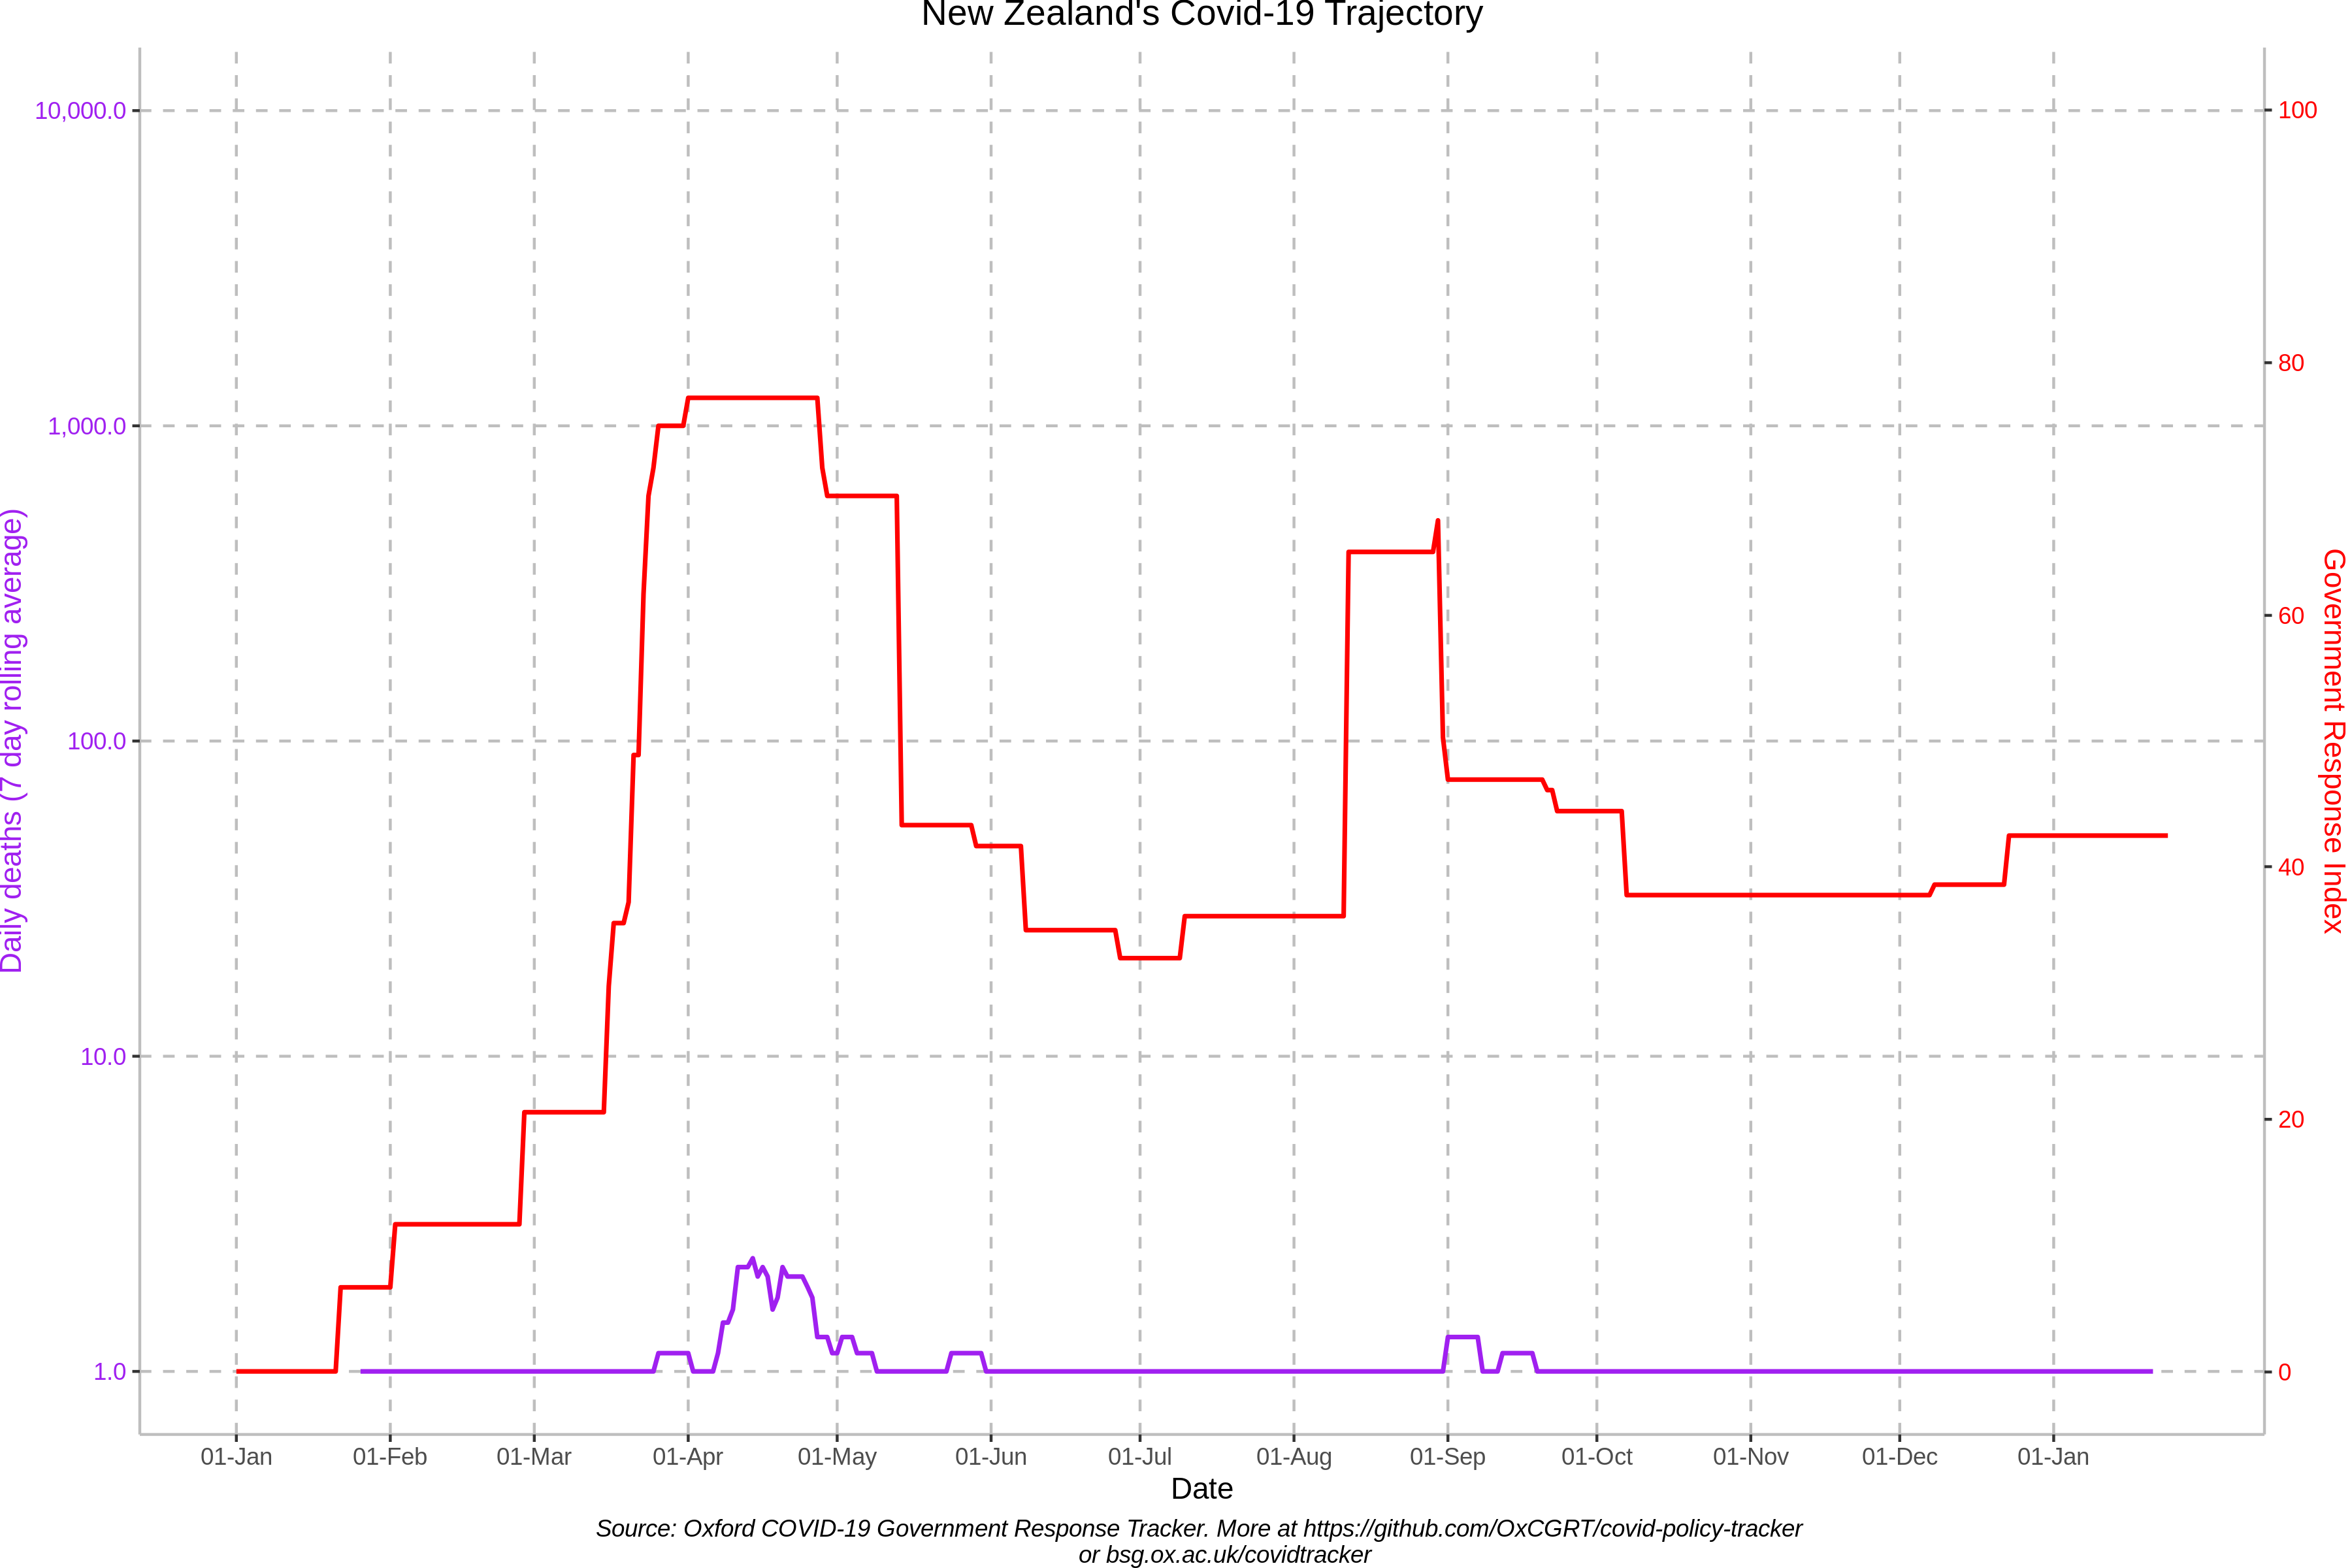 New Zealand's Covid-19 Trajectory
10,000.0
1,000.0
100.0
10.0
1.0
Daily deaths (7 day rolling average)
100
80
60
40
20
0
Government Response Index
01-Jan 01-Feb 01-Mar 01-Apr 01-May 01-Jun 01-Jul 01-Aug 01-Sep 01-Oct 01-Nov 01-Dec 01-Jan
Date
Source: Oxford COVID-19 Government Response Tracker. More at https://github.com/OxCGRT/covid-policy-tracker
or bsg.ox.ac.uk/covidtracker